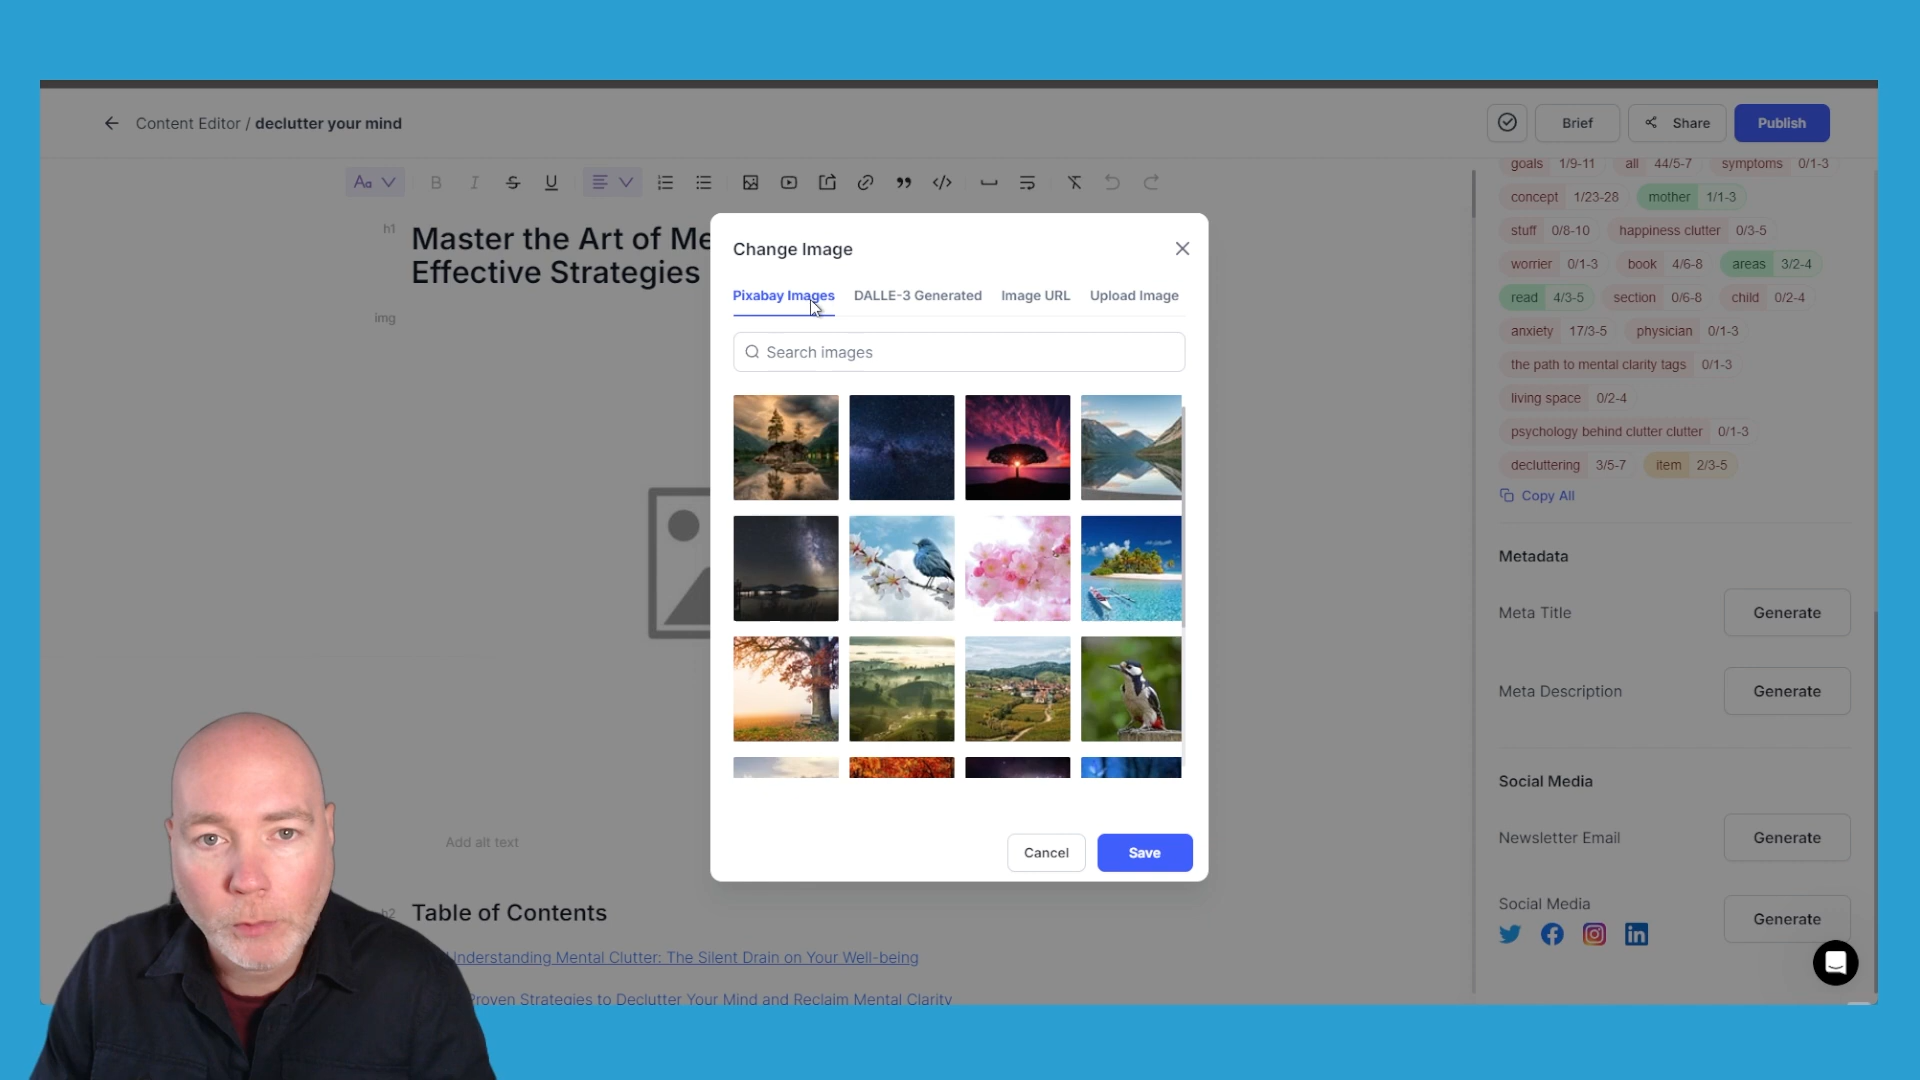 Content Editor / declutter your mind
Brief
Share
Publish
Aa
B
I
S
U
h1
Master the Art of Me
Effective Strategies
img
Add alt text
h2
Table of Contents
Understanding Mental Clutter: The Silent Drain on Your Well-being
Proven Strategies to Declutter Your Mind and Reclaim Mental Clarity
Change Image
Pixabay Images
DALLE-3 Generated
Image URL
Upload Image
Search images
Cancel
Save
goals 1/9-11 all 44/5-7 symptoms 0/1-3
concept 1/23-28 mother 1/1-3
stuff 0/8-10 happiness clutter 0/3-5
worrier 0/1-3 book 4/6-8 areas 3/2-4
read 4/3-5 section 0/6-8 child 0/2-4
anxiety 17/3-5 physician 0/1-3
the path to mental clarity tags 0/1-3
living space 0/2-4
psychology behind clutter clutter 0/1-3
decluttering 3/5-7 item 2/3-5
Copy All
Metadata
Meta Title
Generate
Meta Description
Generate
Social Media
Newsletter Email
Generate
Social Media
Generate